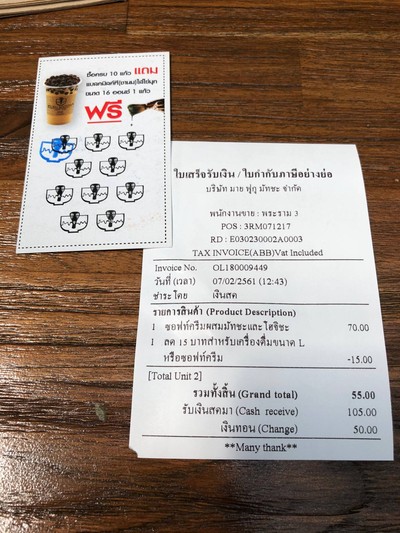 ซื้อครบ 10 แก้ว แถม
ขนาด 16 ออนซ์ 1 แก้ว
ฟรี
ใบเสร็จรับเงิน / ใบกำกับภาษีอย่างย่อ
บริษัท มาย ฟูกุ มัทชะ จำกัด
พนักงานขาย : พระราม 3
POS : 3RM071217
RD : E030230002A0003
TAX INVOICE(ABB)Vat Included
Invoice No. OL180009449
วันที่ (เวลา) 07/02/2561 (12:43)
ชำระโดย เงินสด
รายการสินค้า (Product Description)
1 ซอฟท์ครีมผสมมัทชะและโฮจิชะ 70.00
1 ลด 15 บาทสำหรับเครื่องดื่มขนาด L
หรือซอฟท์ครีม -15.00
[Total Unit 2]
รวมทั้งสิ้น (Grand total) 55.00
รับเงินสดมา (Cash receive) 105.00
เงินทอน (Change) 50.00
**Many thank**